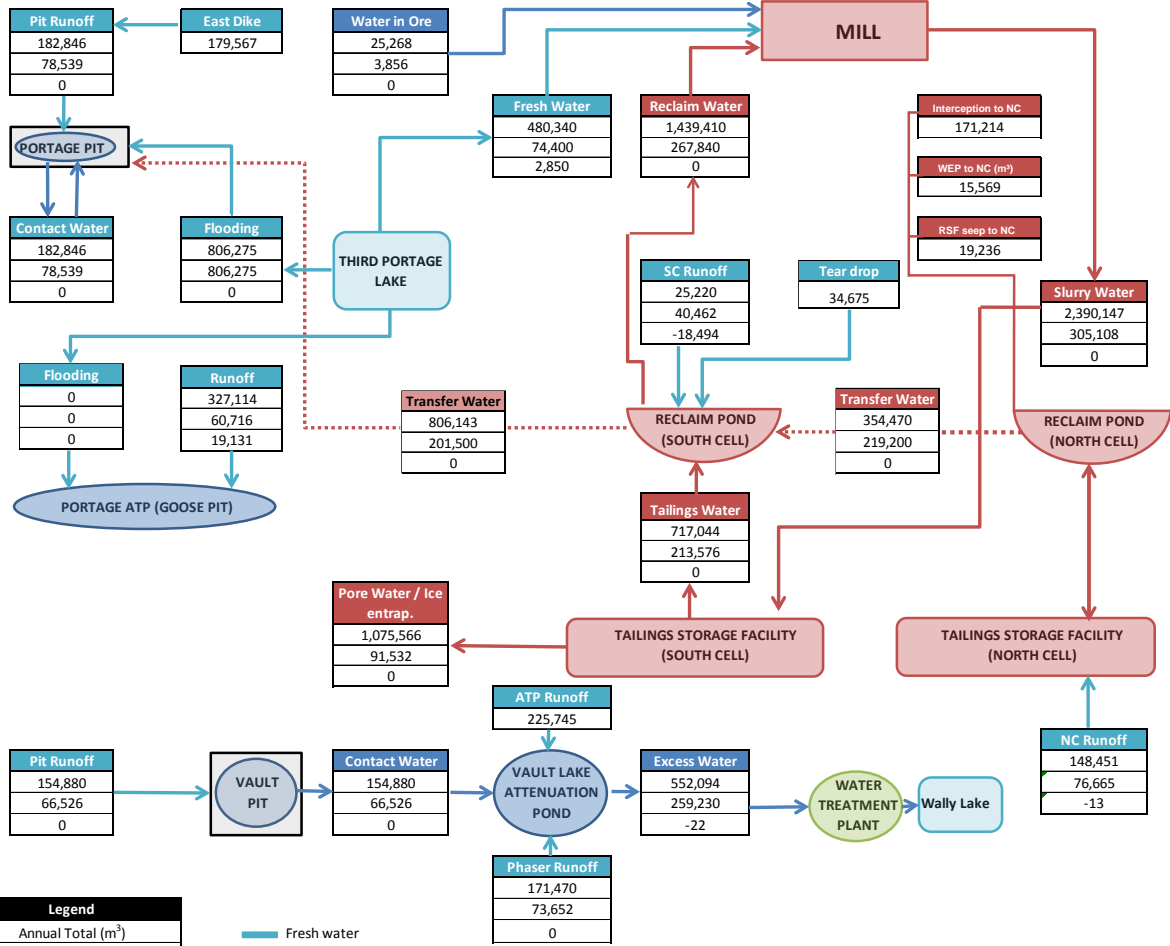 Pit Runoff
182,846
78,539
0
East Dike
179,567
Water in Ore
25,268
3,856
0
MILL
Fresh Water
480,340
74,400
2,850
Reclaim Water
1,439,410
267,840
0
Interception to NC
171,214
WEP to NC (m³)
15,569
RSF seep to NC
19,236
PORTAGE PIT
Contact Water
182,846
78,539
0
Flooding
806,275
806,275
0
THIRD PORTAGE
LAKE
SC Runoff
25,220
40,462
-18,494
Tear drop
34,675
Slurry Water
2,390,147
305,108
0
Flooding
0
0
0
Runoff
327,114
60,716
19,131
Transfer Water
806,143
201,500
0
RECLAIM POND
(SOUTH CELL)
Transfer Water
354,470
219,200
0
RECLAIM POND
(NORTH CELL)
PORTAGE ATP (GOOSE PIT)
Tailings Water
717,044
213,576
0
Pore Water / Ice
entrap.
1,075,566
91,532
0
TAILINGS STORAGE FACILITY
(SOUTH CELL)
TAILINGS STORAGE FACILITY
(NORTH CELL)
ATP Runoff
225,745
Pit Runoff
154,880
66,526
0
VAULT
PIT
Contact Water
154,880
66,526
0
VAULT LAKE
ATTENUATION
POND
Excess Water
552,094
259,230
-22
WATER
TREATMENT
PLANT
Wally Lake
NC Runoff
148,451
76,665
-13
Phaser Runoff
171,470
73,652
0
Legend
Annual Total (m³)
Fresh water